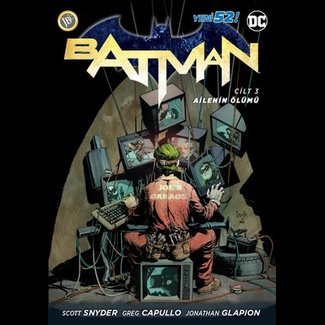 YENİ 52!
DC
BATMAN
CİLT 3
AİLENİN ÖLÜMÜ
JOE'S
GARAGE
SCOTT SNYDER GREG CAPULLO JONATHAN GLAPION